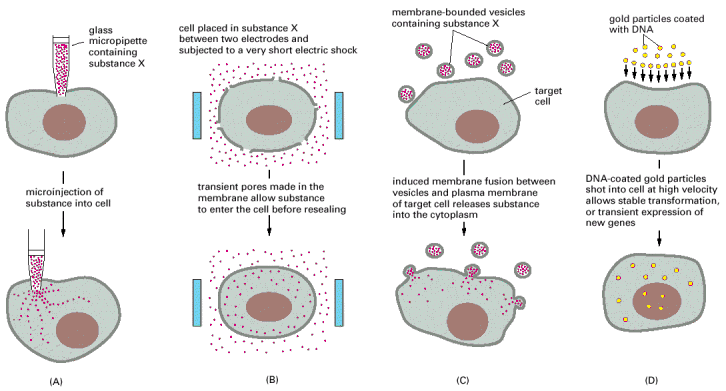 glass
micropipette
containing
substance X
microinjection of
substance into cell
(A)
cell placed in substance X
between two electrodes and
subjected to a very short electric shock
transient pores made in the
membrane allow substance
to enter the cell before resealing
(B)
membrane-bounded vesicles
containing substance X
target
cell
induced membrane fusion between
vesicles and plasma membrane
of target cell releases substance
into the cytoplasm
(C)
gold particles coated
with DNA
DNA-coated gold particles
shot into cell at high velocity
allows stable transformation,
or transient expression of
new genes
(D)